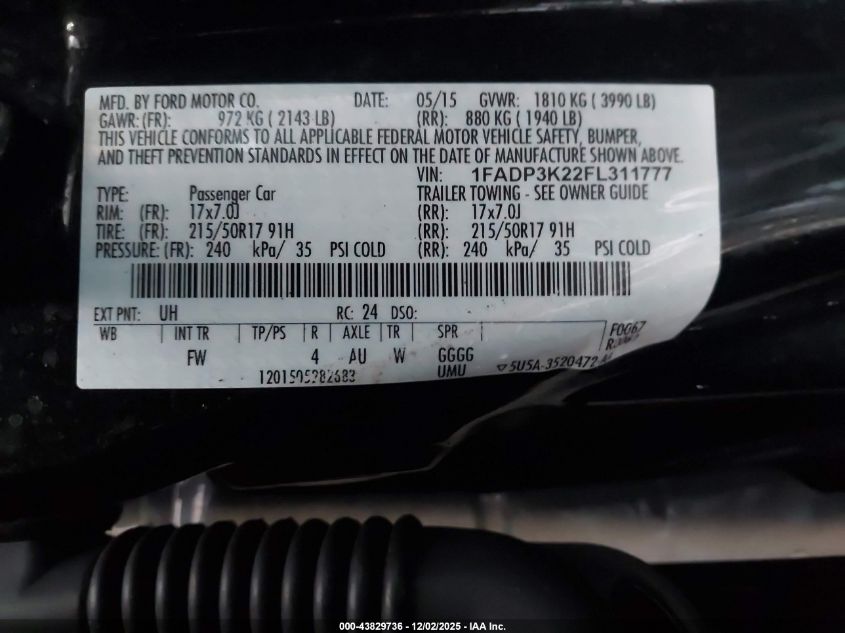 MFD. BY FORD MOTOR CO. DATE: 05/15 GVWR: 1810 KG ( 3990 LB)
GAWR:(FR): 972 KG ( 2143 LB) (RR): 880 KG ( 1940 LB)
THIS VEHICLE CONFORMS TO ALL APPLICABLE FEDERAL MOTOR VEHICLE SAFETY, BUMPER,
AND THEFT PREVENTION STANDARDS IN EFFECT ON THE DATE OF MANUFACTURE SHOWN ABOVE.
VIN: 1FADP3K22FL311777
TYPE: Passenger Car TRAILER TOWING - SEE OWNER GUIDE
RIM: (FR): 17x7.0J (RR): 17x7.0J
TIRE: (FR): 215/50R17 91H (RR): 215/50R17 91H
PRESSURE: (FR): 240 kPa/ 35 PSI COLD (RR): 240 kPa/ 35 PSI COLD
EXT PNT: UH RC: 24 DSO:
WB INT TR TP/PS R AXLE TR SPR F0G67
FW 4 AU W GGGG
UMU
000-43829736 - 12/02/2025 - IAA Inc.